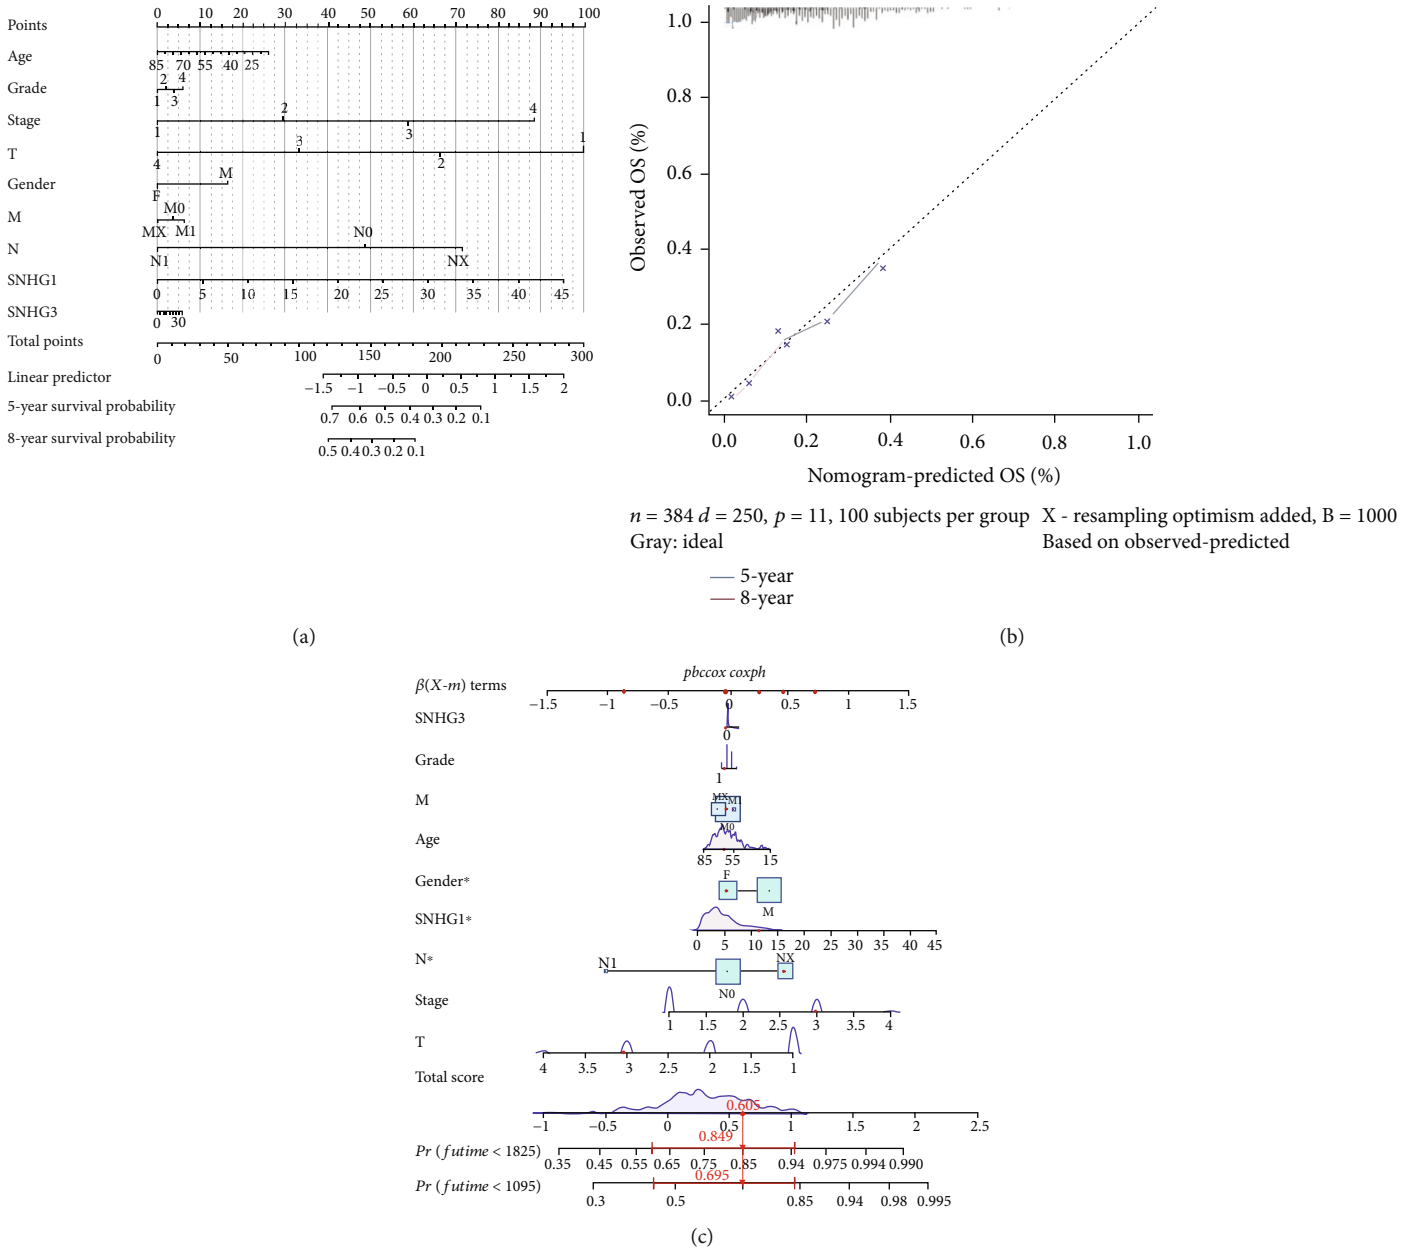 Points 0 10 20 30 40 50 60 70 80 90 100
Age 85 70 55 40 25
Grade 1 2 3 4
Stage 1 2 3 4
T 4 3 2 1
Gender F M
M MX M0 M1
N N1 N0 NX
SNHG1 0 5 10 15 20 25 30 35 40 45
SNHG3 0 30
Total points 0 50 100 150 200 250 300
Linear predictor −1.5 −1 −0.5 0 0.5 1 1.5 2
5-year survival probability 0.7 0.6 0.5 0.4 0.3 0.2 0.1
8-year survival probability 0.5 0.4 0.3 0.2 0.1
(a)
Observed OS (%)
1.0
0.8
0.6
0.4
0.2
0.0
0.0 0.2 0.4 0.6 0.8 1.0
Nomogram-predicted OS (%)
n = 384 d = 250, p = 11, 100 subjects per group X - resampling optimism added, B = 1000
Gray: ideal Based on observed-predicted
5-year
8-year
(b)
pbccox coxph
β(X-m) terms −1.5 −1 −0.5 0 0.5 1 1.5
SNHG3 0
Grade 1
M MX M1 M0
Age 85 55 15
Gender* F M
SNHG1* 0 5 10 15 20 25 30 35 40 45
N* N1 N0 NX
Stage 1 1.5 2 2.5 3 3.5 4
T 4 3.5 3 2.5 2 1.5 1
Total score
0.605
−1 −0.5 0 0.5 1 1.5 2 2.5
0.849
Pr (futime < 1825) 0.35 0.45 0.55 0.65 0.75 0.85 0.94 0.975 0.994 0.990
0.695
Pr (futime < 1095) 0.3 0.5 0.85 0.94 0.98 0.995
(c)